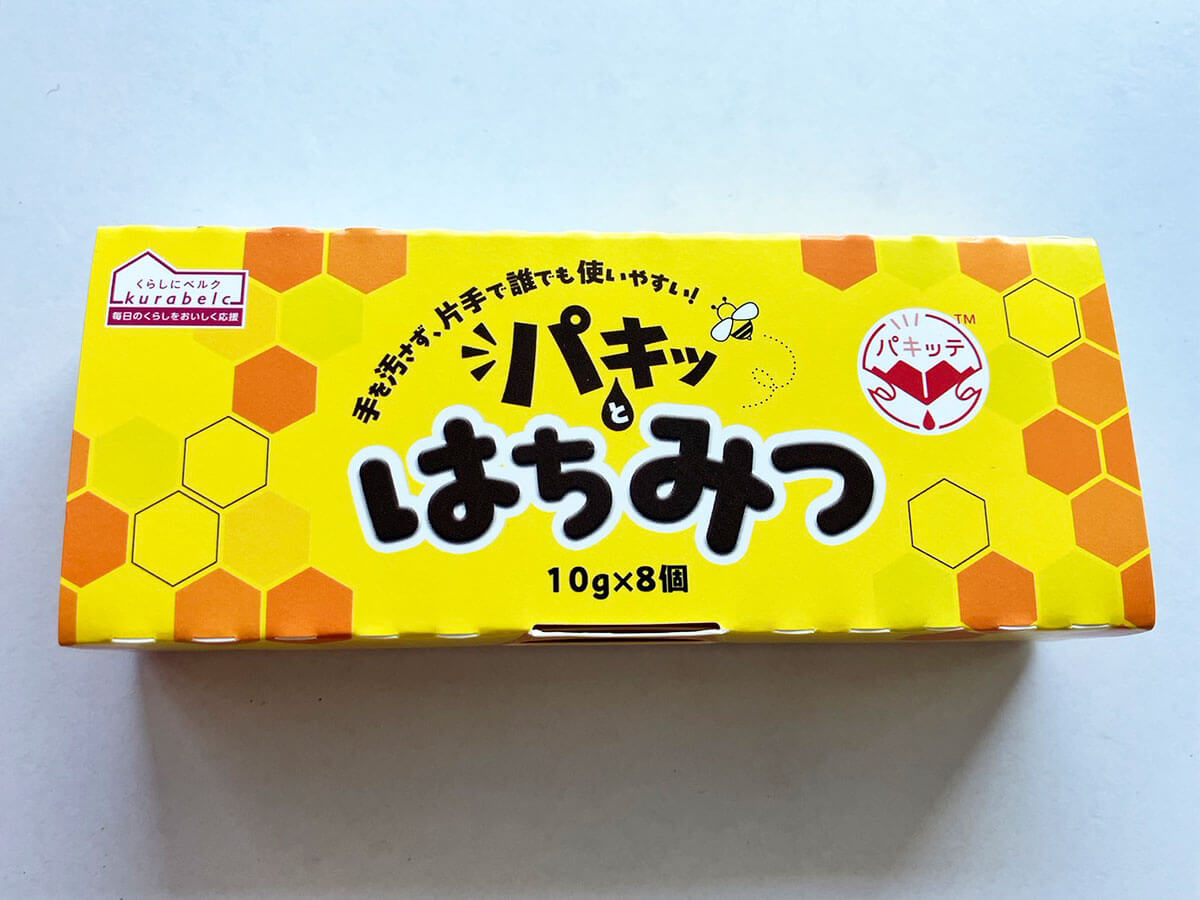 くらしにベルク
kurabelc
毎日のくらしをおいしく応援
手を汚さず、片手で誰でも使いやすい!
パキッ
と
はちみつ
10g×8個
パキッテ
TM